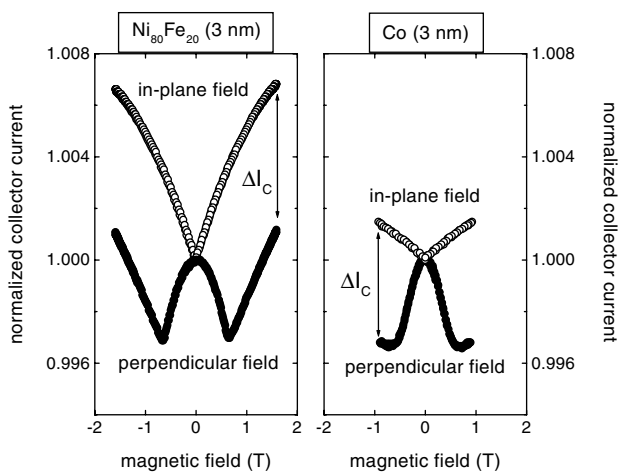 Ni₈₀Fe₂₀ (3 nm)
Co (3 nm)
normalized collector current
1.008
1.004
1.000
0.996
in-plane field
ΔI_C
perpendicular field
-2
-1
0
1
2
magnetic field (T)
in-plane field
ΔI_C
perpendicular field
-2
-1
0
1
2
magnetic field (T)
1.008
1.004
1.000
0.996
normalized collector current